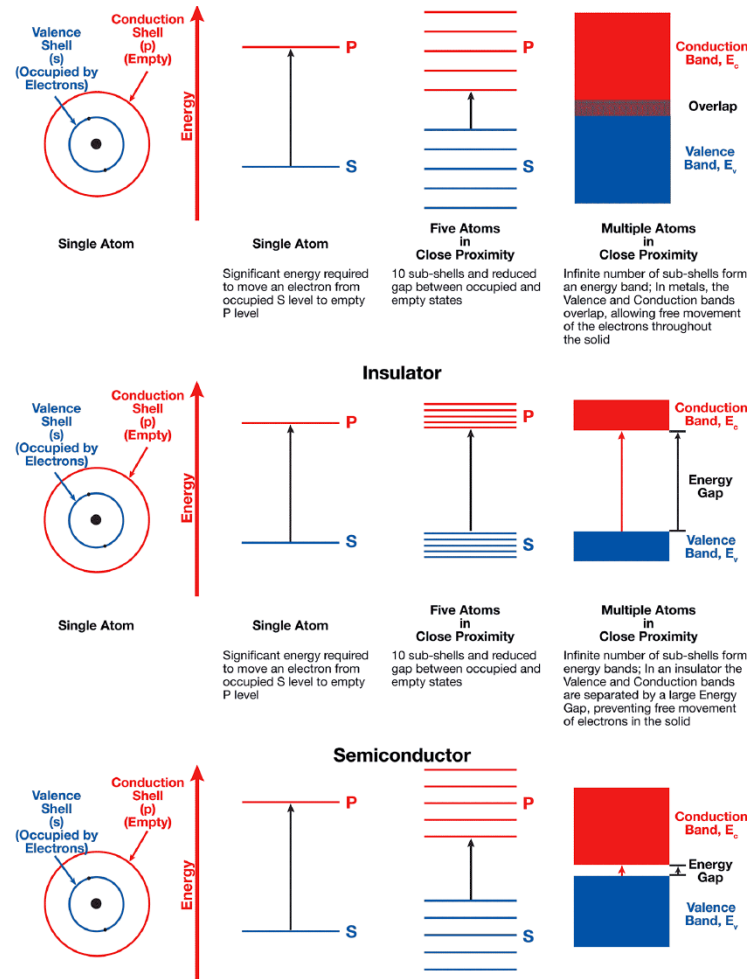 Valence
Shell
(s)
(Occupied by
Electrons)
Conduction
Shell
(p)
(Empty)
Energy
P
S
P
S
Conduction
Band, Ec
Overlap
Valence
Band, Ev
Single Atom
Single Atom
Significant energy required
to move an electron from
occupied S level to empty
P level
Five Atoms
in
Close Proximity
10 sub-shells and reduced
gap between occupied and
empty states
Multiple Atoms
in
Close Proximity
Infinite number of sub-shells form
an energy band; In metals, the
Valence and Conduction bands
overlap, allowing free movement
of the electrons throughout
the solid
Insulator
Valence
Shell
(s)
(Occupied by
Electrons)
Conduction
Shell
(p)
(Empty)
Energy
P
S
P
S
Conduction
Band, Ec
Energy
Gap
Valence
Band, Ev
Single Atom
Single Atom
Significant energy required
to move an electron from
occupied S level to empty
P level
Five Atoms
in
Close Proximity
10 sub-shells and reduced
gap between occupied and
empty states
Multiple Atoms
in
Close Proximity
Infinite number of sub-shells form
energy bands; In an insulator the
Valence and Conduction bands
are separated by a large Energy
Gap, preventing free movement
of electrons in the solid
Semiconductor
Valence
Shell
(s)
(Occupied by
Electrons)
Conduction
Shell
(p)
(Empty)
Energy
P
S
P
S
Conduction
Band, Ec
Energy
Gap
Valence
Band, Ev